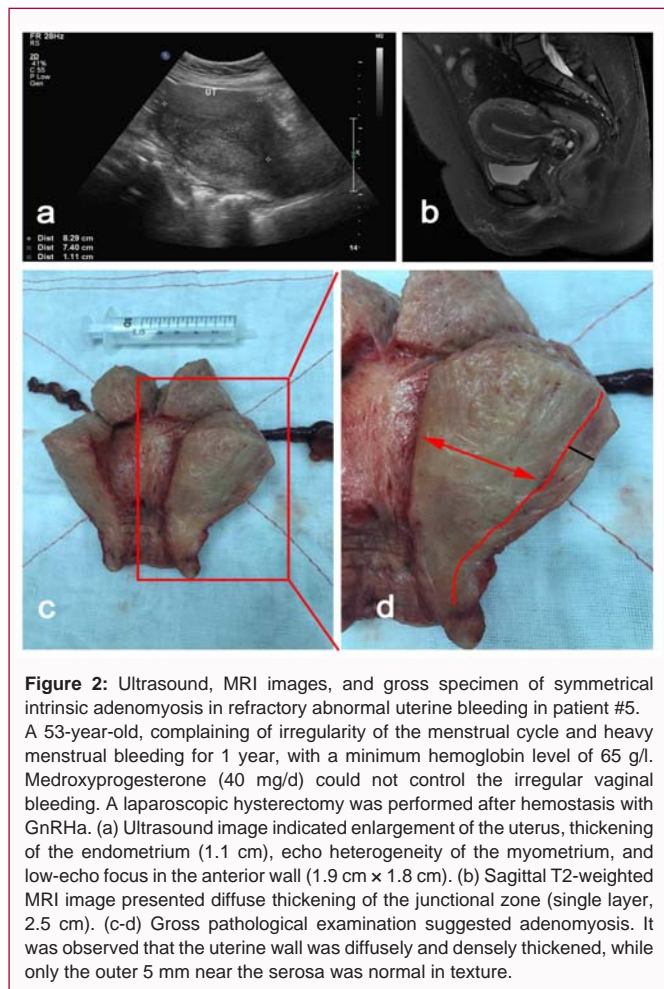 FR 28Hz
RS
2D
41%
C 55
P Low
Gen
M2
UT
14
Dist 8.29 cm
Dist 7.40 cm
Dist 1.11 cm
a
b
c
d
Figure 2: Ultrasound, MRI images, and gross specimen of symmetrical
intrinsic adenomyosis in refractory abnormal uterine bleeding in patient #5.
A 53-year-old, complaining of irregularity of the menstrual cycle and heavy
menstrual bleeding for 1 year, with a minimum hemoglobin level of 65 g/l.
Medroxyprogesterone (40 mg/d) could not control the irregular vaginal
bleeding. A laparoscopic hysterectomy was performed after hemostasis with
GnRHa. (a) Ultrasound image indicated enlargement of the uterus, thickening
of the endometrium (1.1 cm), echo heterogeneity of the myometrium, and
low-echo focus in the anterior wall (1.9 cm × 1.8 cm). (b) Sagittal T2-weighted
MRI image presented diffuse thickening of the junctional zone (single layer,
2.5 cm). (c-d) Gross pathological examination suggested adenomyosis. It
was observed that the uterine wall was diffusely and densely thickened, while
only the outer 5 mm near the serosa was normal in texture.